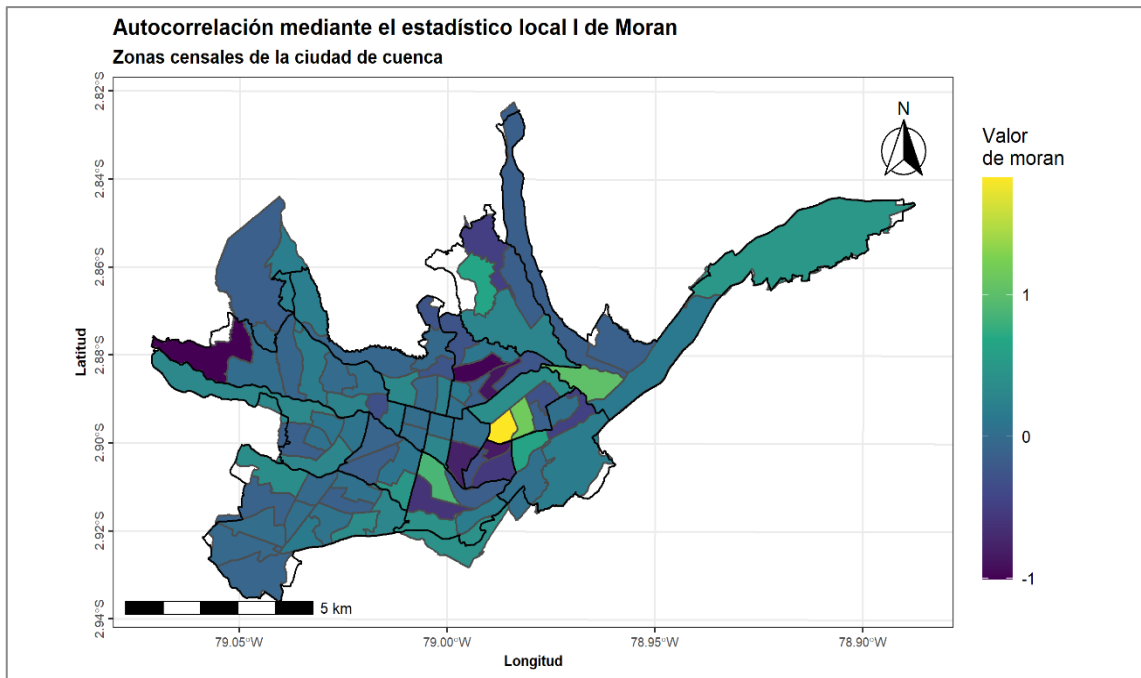 Autocorrelación mediante el estadístico local I de Moran
Zonas censales de la ciudad de cuenca
2.82°S
2.84°S
2.86°S
2.88°S
2.90°S
2.92°S
2.94°S
Latitud
N
5 km
79.05°W
79.00°W
78.95°W
78.90°W
Longitud
Valor
de moran
1
0
-1